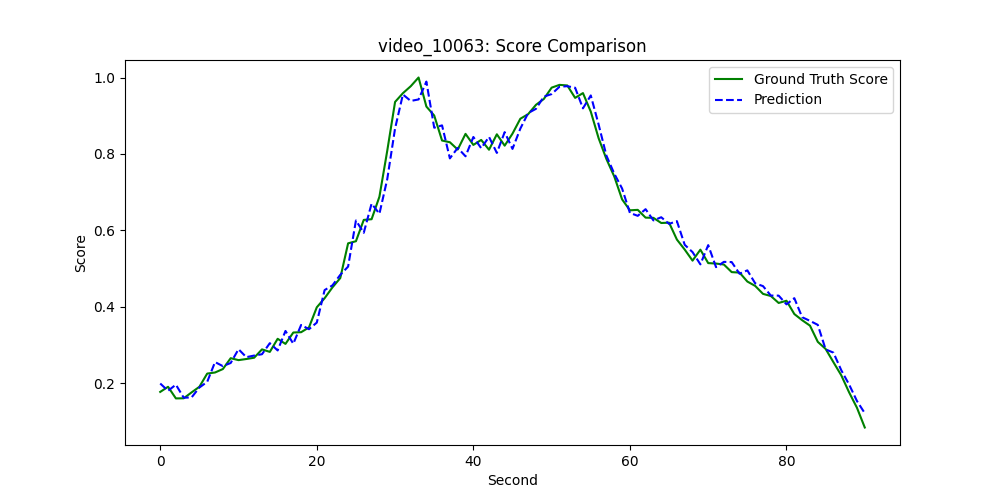 video_10063: Score Comparison
Ground Truth Score
Prediction
Score
1.0
0.8
0.6
0.4
0.2
0 20 40 60 80
Second